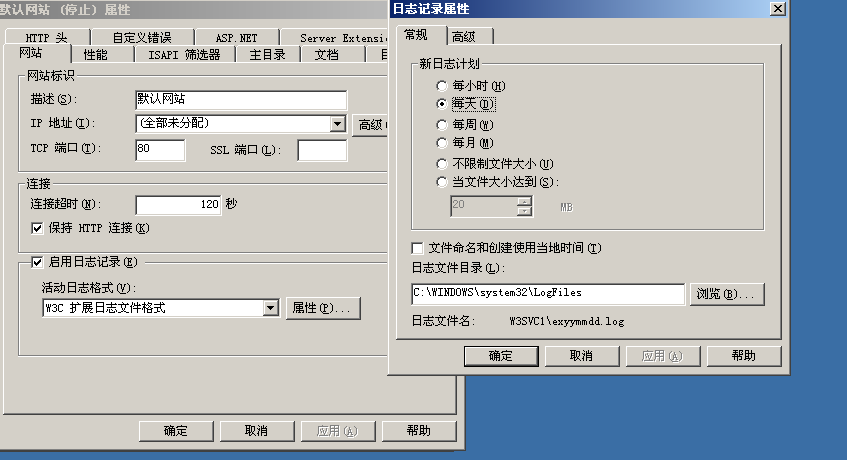 默认网站 (停止) 属性
HTTP 头 自定义错误 ASP.NET Server Extensi
网站 性能 ISAPI 筛选器 主目录 文档
网站标识
描述(S): 默认网站
IP 地址(I): (全部未分配) 高级
TCP 端口(T): 80 SSL 端口(L):
连接
连接超时(N): 120 秒
保持 HTTP 连接(K)
启用日志记录(E)
活动日志格式(V):
W3C 扩展日志文件格式 属性(P)...
确定 取消 应用(A) 帮助
日志记录属性
常规 高级
新日志计划
每小时(H)
每天(D)
每周(W)
每月(M)
不限制文件大小(U)
当文件大小达到(S):
20 MB
文件命名和创建使用当地时间(T)
日志文件目录(L):
C:\WINDOWS\system32\LogFiles 浏览(B)...
日志文件名: W3SVC1\exyymmdd.log
确定 取消 应用(A) 帮助